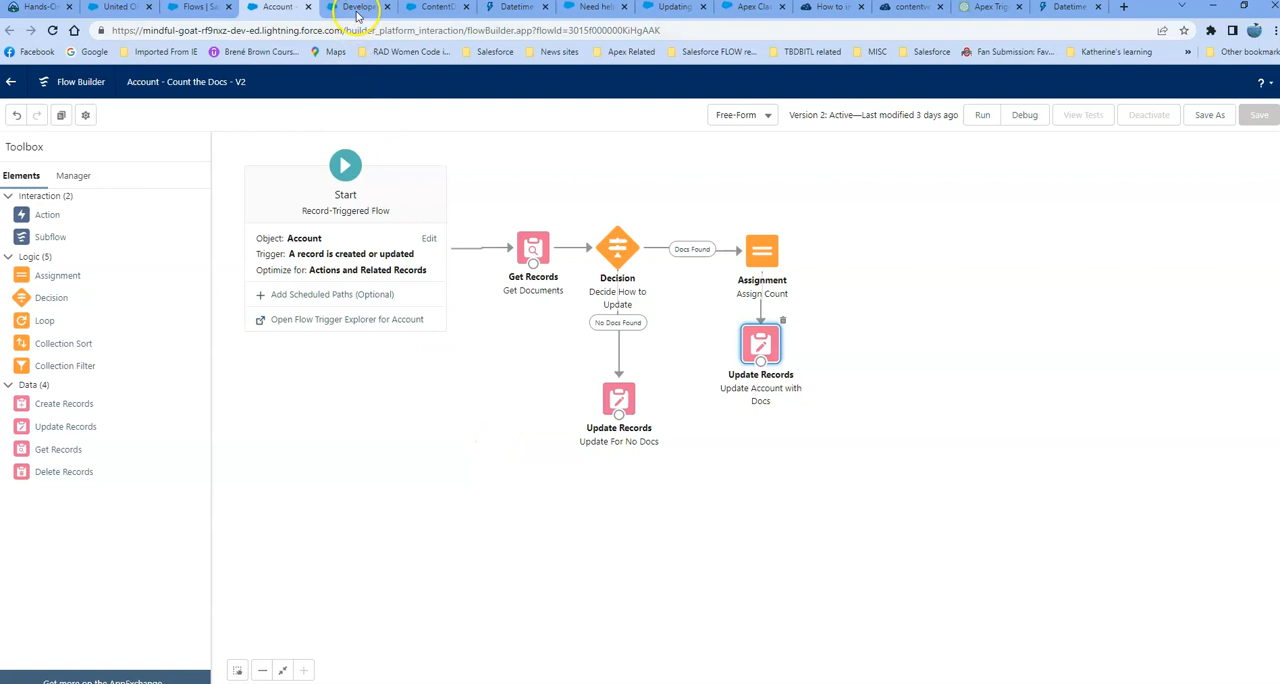 Hands-O
United O
Flows | Sa
Account -
Develope
ContentD
Datetime
Need hel
Updating
Apex Cla
How to i
contentv
Apex Trig
Datetime
https://mindful-goat-rf9nxz-dev-ed.lightning.force.com/builder_platform_interaction/flowBuilder.app?flowId=3015f000000KiHgAAK
Facebook
Google
Imported From IE
Brené Brown Cours...
Maps
RAD Women Code i...
Salesforce
News sites
Apex Related
Salesforce FLOW re...
TBDBITL related
MISC
Salesforce
Fan Submission: Fav...
Katherine's learning
»
Other bookmark
Flow Builder
Account - Count the Docs - V2
?
Free-Form
Version 2: Active—Last modified 3 days ago
Run
Debug
View Tests
Deactivate
Save As
Save
Toolbox
Elements
Manager
Interaction (2)
Action
Subflow
Logic (5)
Assignment
Decision
Loop
Collection Sort
Collection Filter
Data (4)
Create Records
Update Records
Get Records
Delete Records
Get more on the AppExchange
Start
Record-Triggered Flow
Object: Account
Edit
Trigger: A record is created or updated
Optimize for: Actions and Related Records
Add Scheduled Paths (Optional)
Open Flow Trigger Explorer for Account
Get Records
Get Documents
Decision
Decide How to
Update
Docs Found
Assignment
Assign Count
No Docs Found
Update Records
Update Account with
Docs
Update Records
Update For No Docs